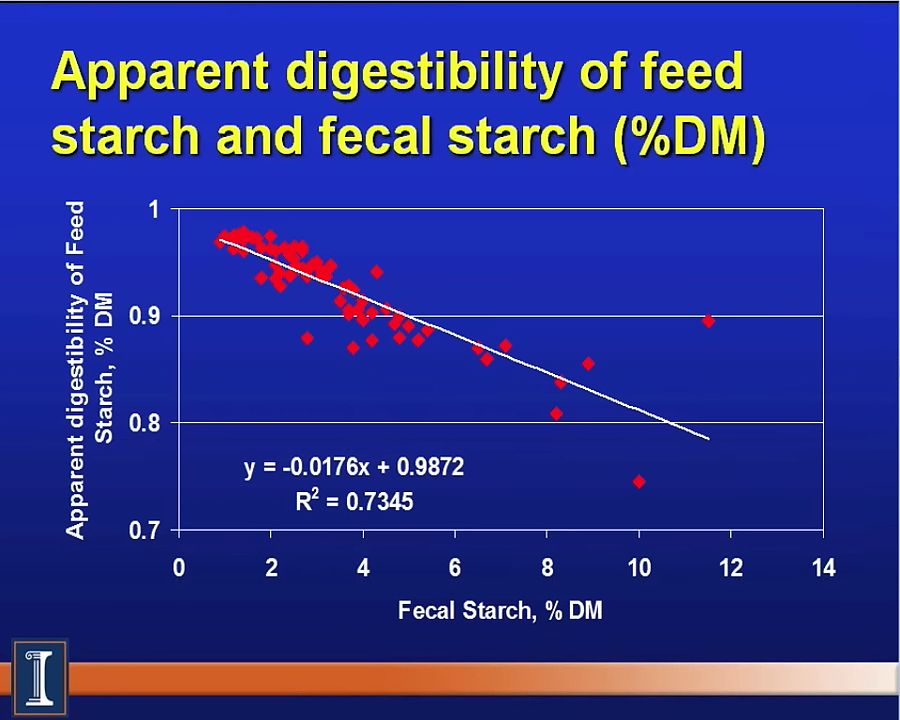 Apparent digestibility of feed
starch and fecal starch (%DM)
Apparent digestibility of Feed
Starch, % DM
1
0.9
0.8
0.7
y = -0.0176x + 0.9872
R² = 0.7345
0 2 4 6 8 10 12 14
Fecal Starch, % DM
I